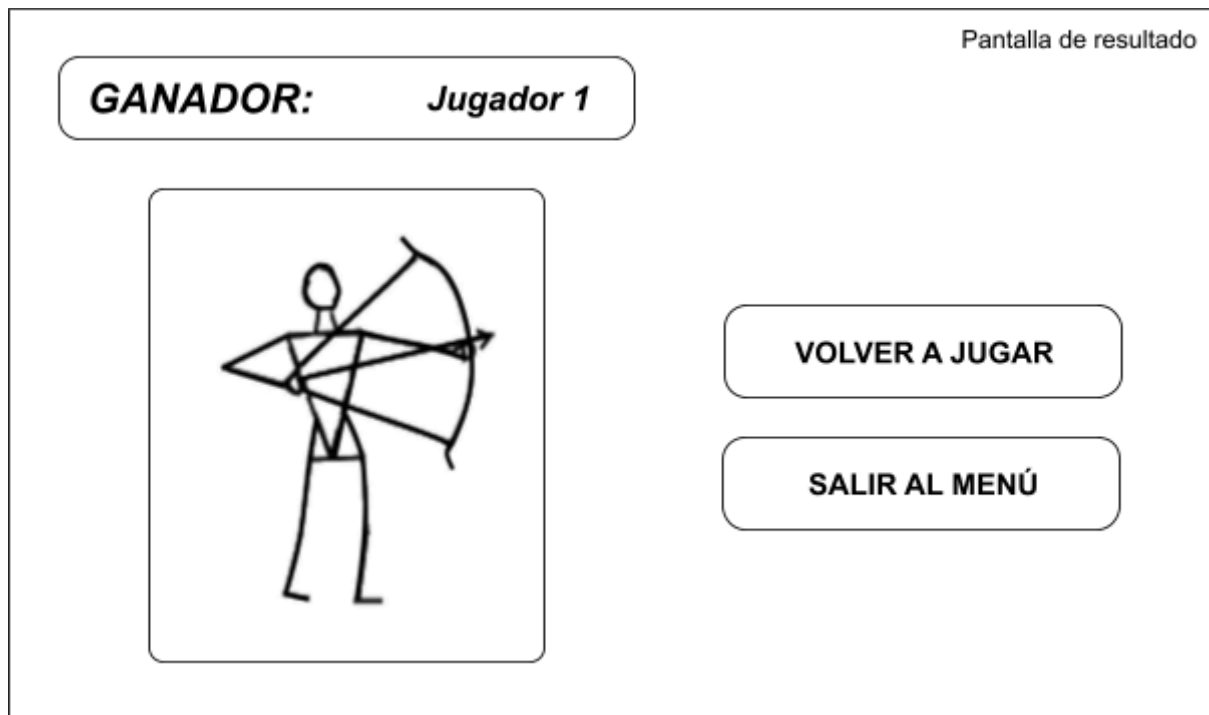 Pantalla de resultado
GANADOR: Jugador 1
VOLVER A JUGAR
SALIR AL MENÚ